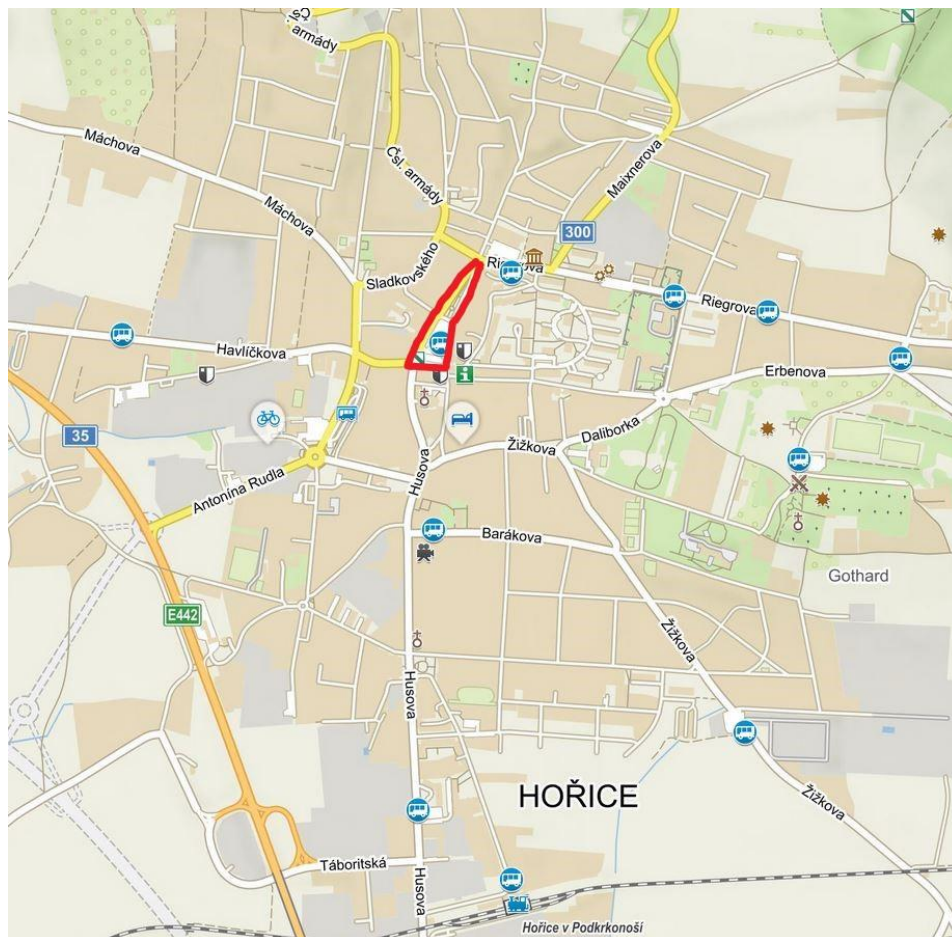 Čsl.
armády
Máchova
Čsl. armády
Maixnerova
Máchova
300
Sladkovského
Riegrova
Riegrova
Havlíčkova
Erbenova
35
Daliborka
Husova
Žižkova
Antonína Rudla
Barákova
Gothard
E442
Žižkova
Husova
HOŘICE
Žižkova
Táboritská
Husova
Hořice v Podkrkonoší